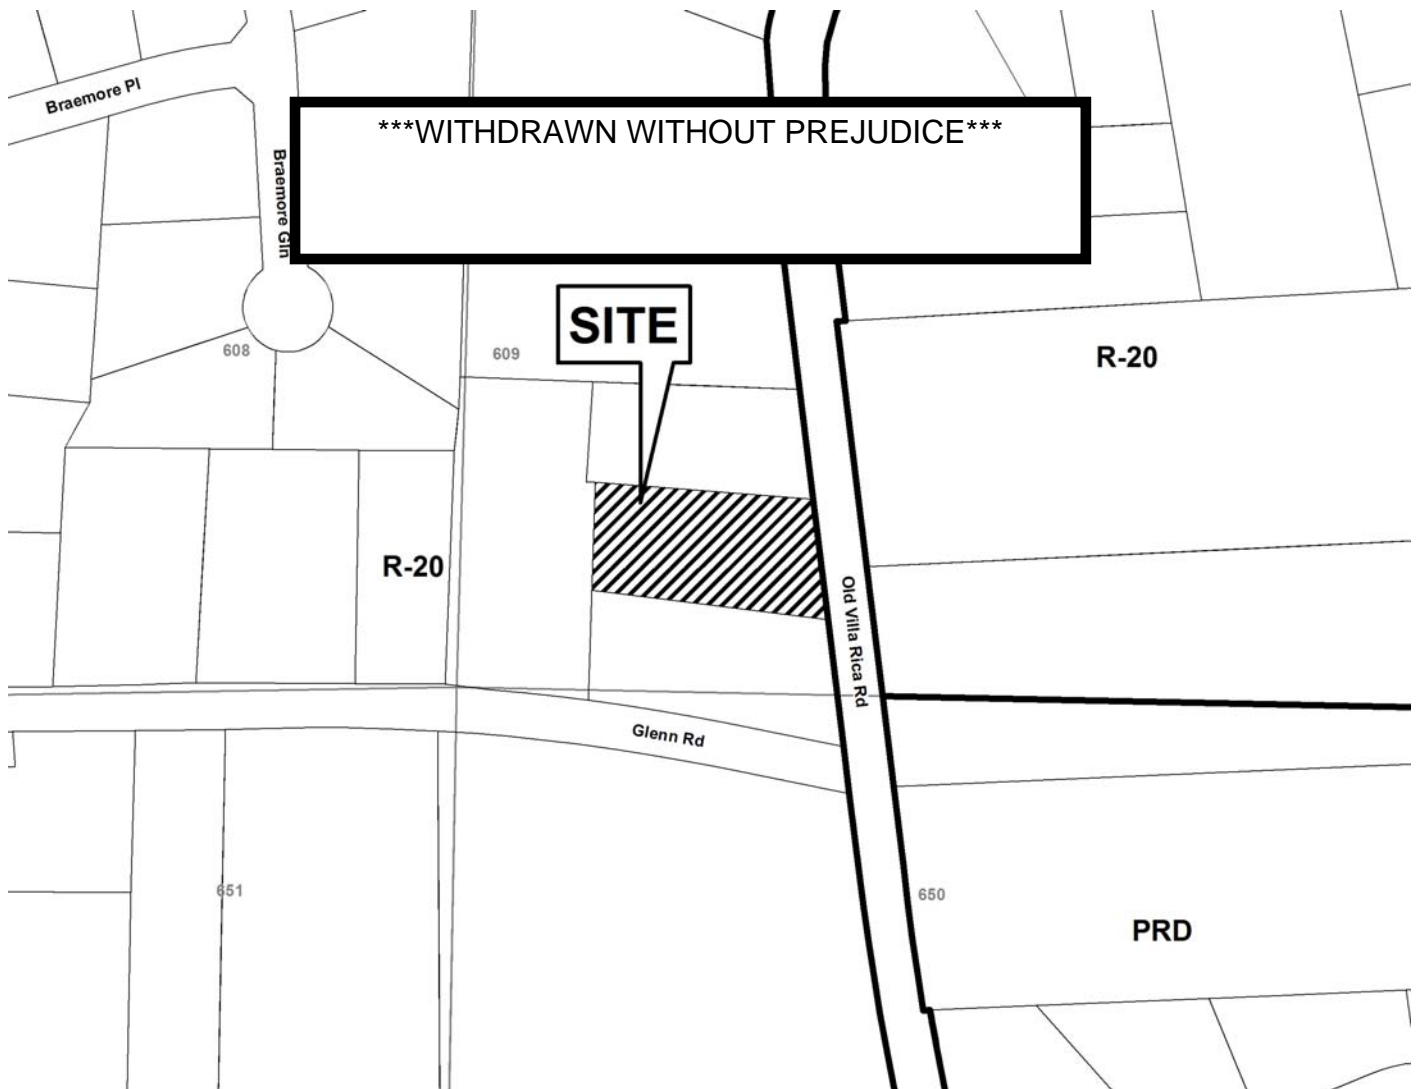 Braemore Pl
***WITHDRAWN WITHOUT PREJUDICE***
Braemore Gln
SITE
608
609
R-20
R-20
Old Villa Rica Rd
Glenn Rd
651
650
PRD